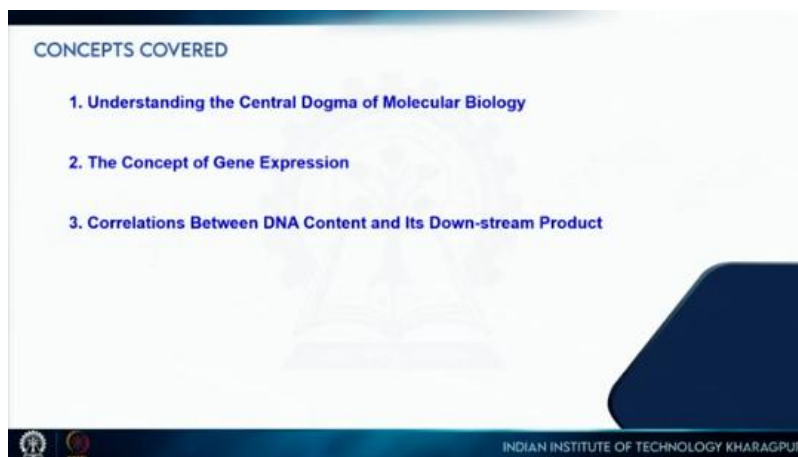 CONCEPTS COVERED
1. Understanding the Central Dogma of Molecular Biology
2. The Concept of Gene Expression
3. Correlations Between DNA Content and Its Down-stream Product
INDIAN INSTITUTE OF TECHNOLOGY KHARAGPUR